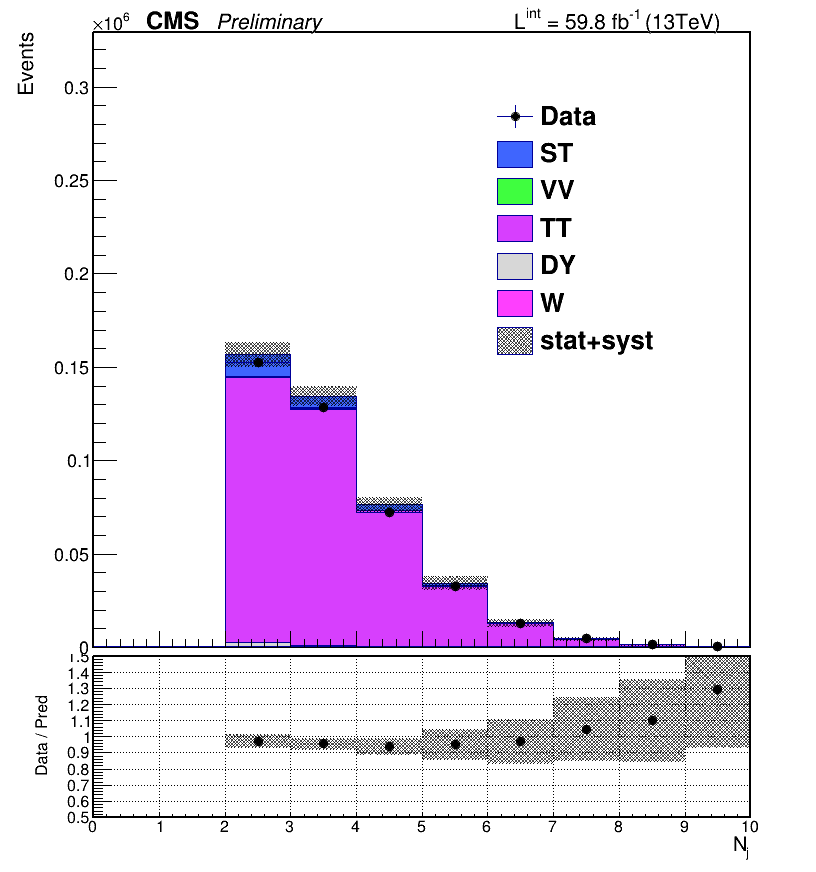 ×10⁶ CMS Preliminary L^int = 59.8 fb⁻¹ (13TeV)
Events
0.3
0.25
0.2
0.15
0.1
0.05
0
Data
ST
VV
TT
DY
W
stat+syst
Data / Pred
1.5
1.4
1.3
1.2
1.1
1
0.9
0.8
0.7
0.6
0.5
0 1 2 3 4 5 6 7 8 9 10
N_j